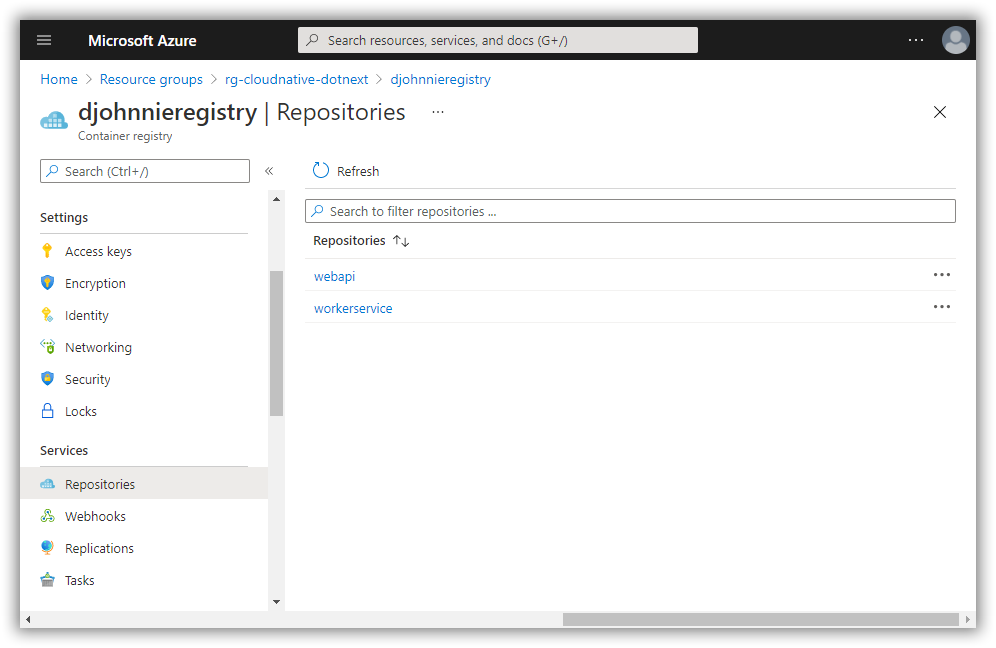 Microsoft Azure
Search resources, services, and docs (G+/)
Home > Resource groups > rg-cloudnative-dotnext > djohnnieregistry
djohnnieregistry | Repositories ...
Container registry
Search (Ctrl+/) «
Refresh
Settings
Access keys
Encryption
Identity
Networking
Security
Locks
Services
Repositories
Webhooks
Replications
Tasks
Search to filter repositories ...
Repositories ↑↓
webapi
workerservice